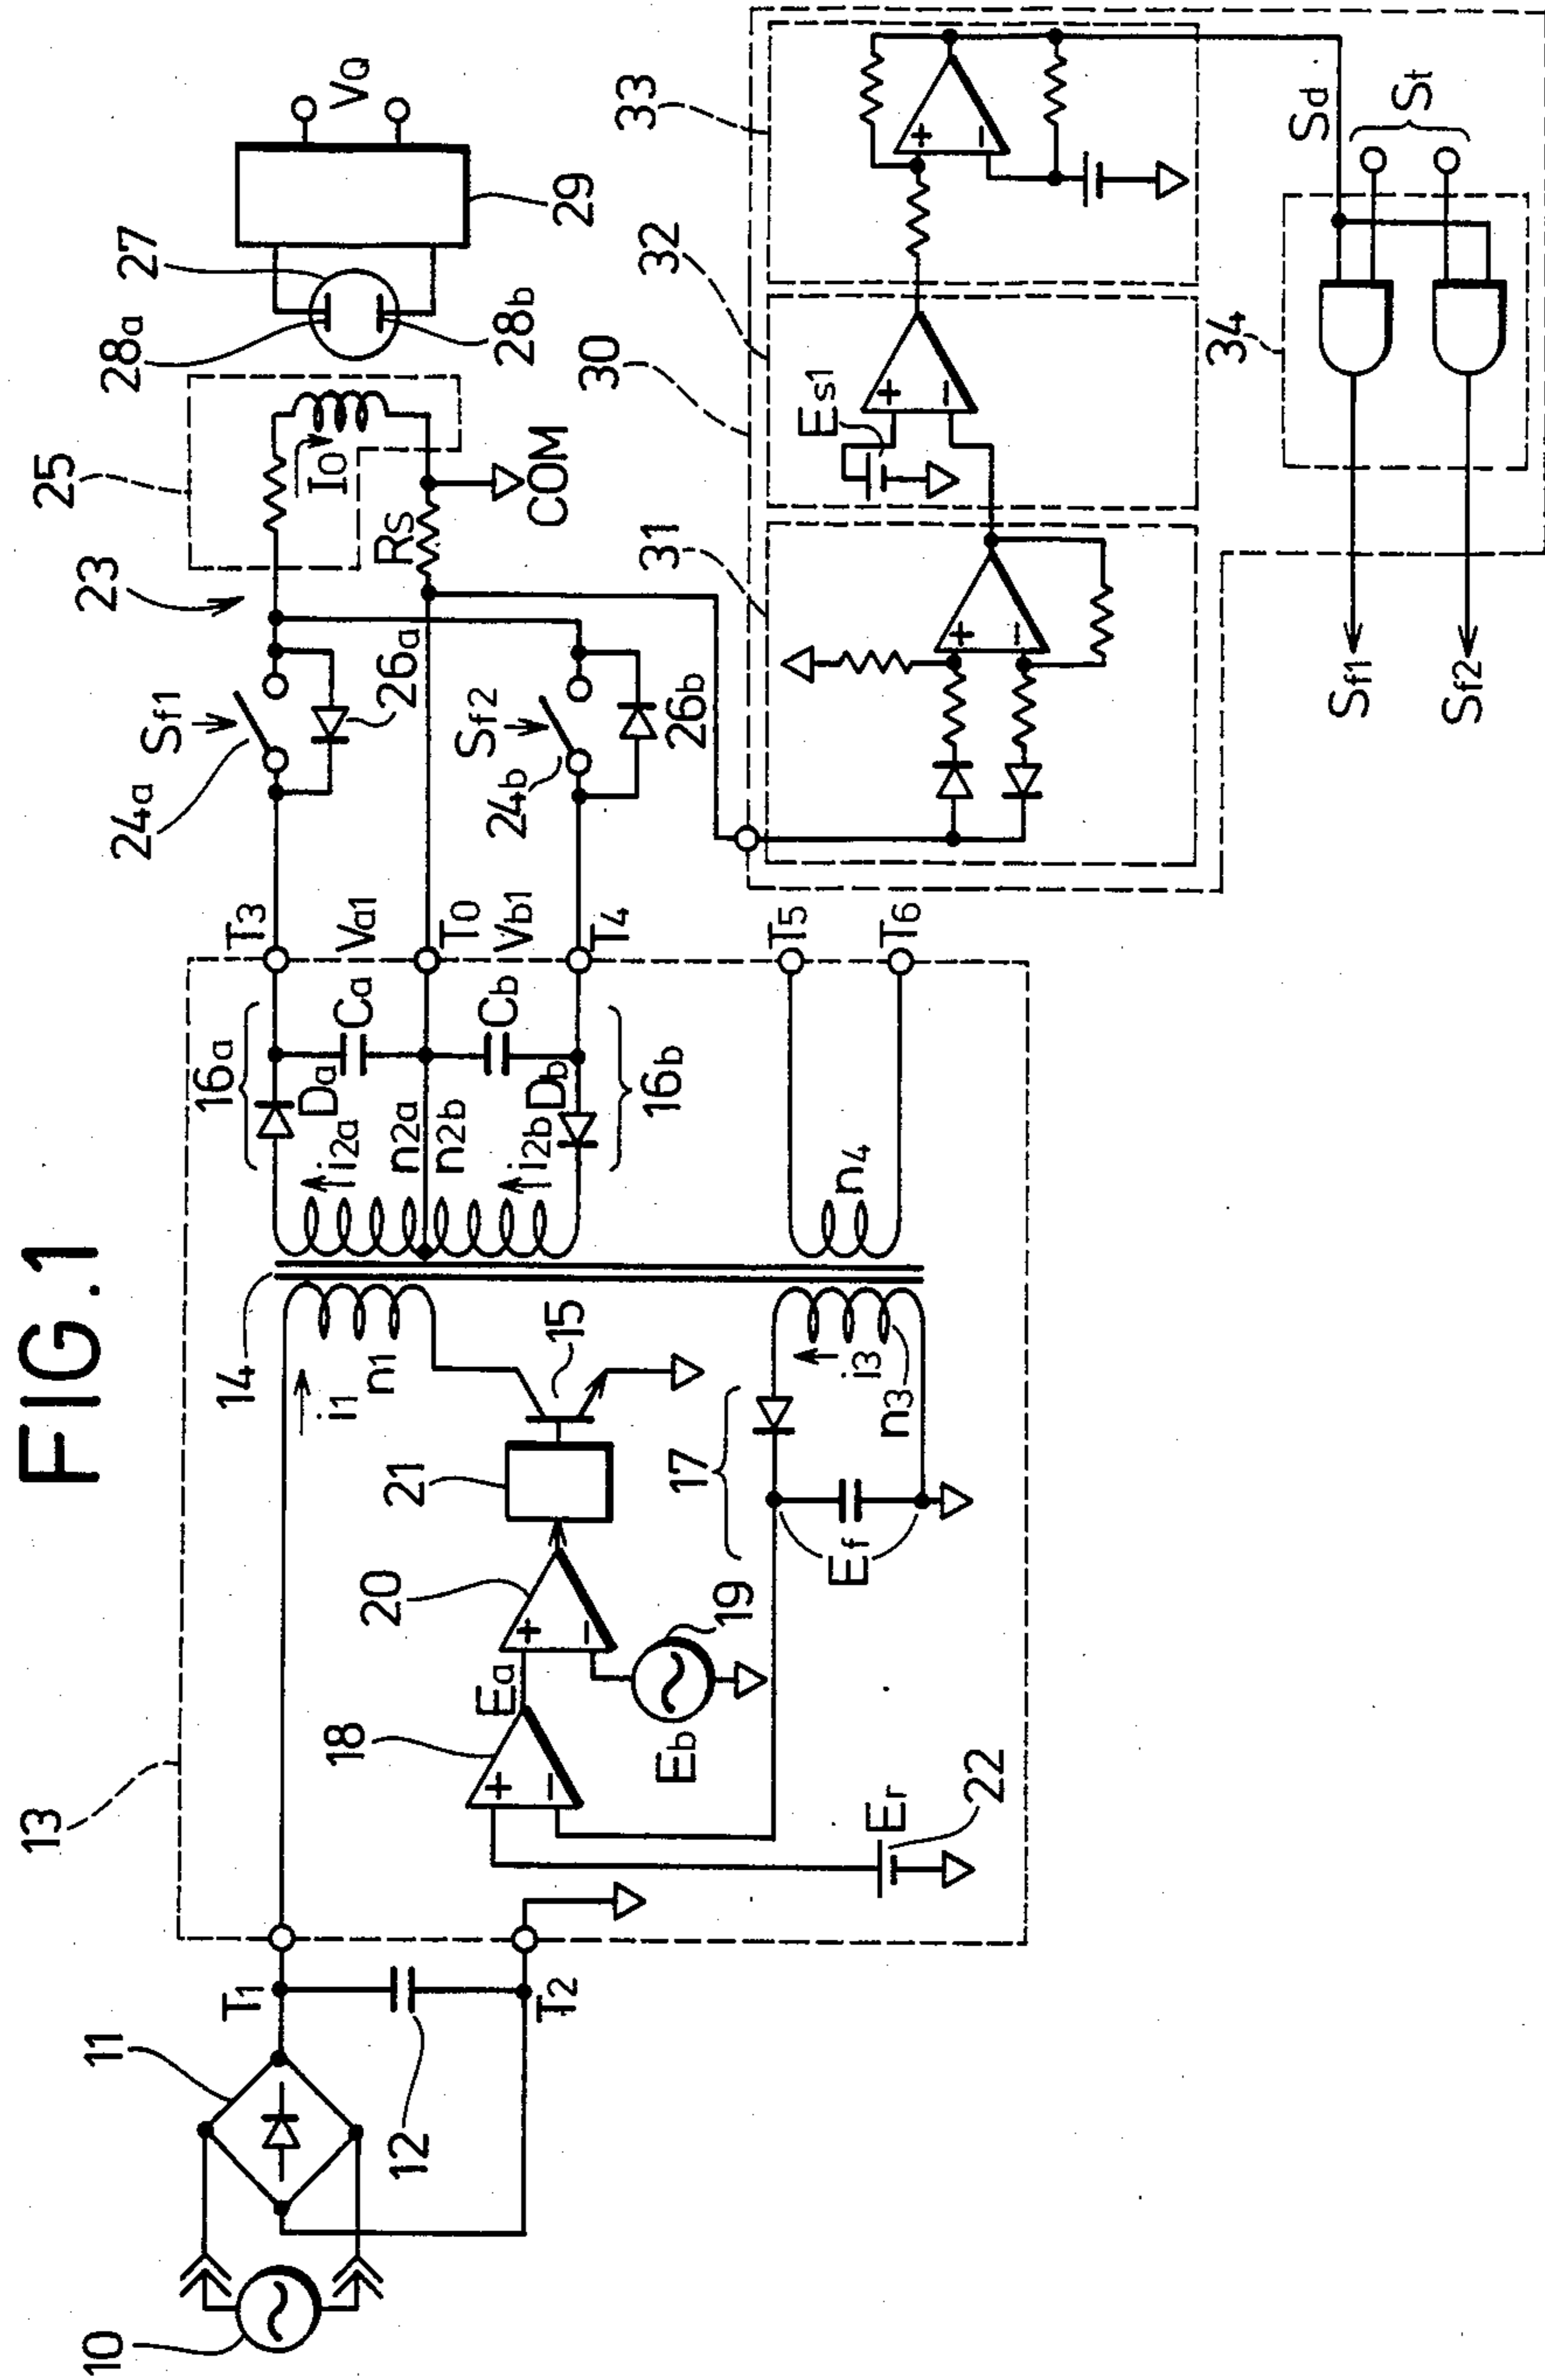 FIG.1
10
11
12
T1
T2
13
14
i1
n1
15
21
20
18
Ea
Eb
19
Er
22
17
Ef
i3
n3
16a
Da
Ca
i2a
n2a
n2b
i2b
Db
Cb
16b
n4
T3
Va1
T0
Vb1
T4
T5
T6
23
24a
Sf1
26a
24b
Sf2
26b
25
I0
RS
COM
27
28a
28b
29
VQ
30
31
32
33
Es1
34
Sd
St
Sf1
Sf2
+
−
+
−
+
−
+
−
+
−